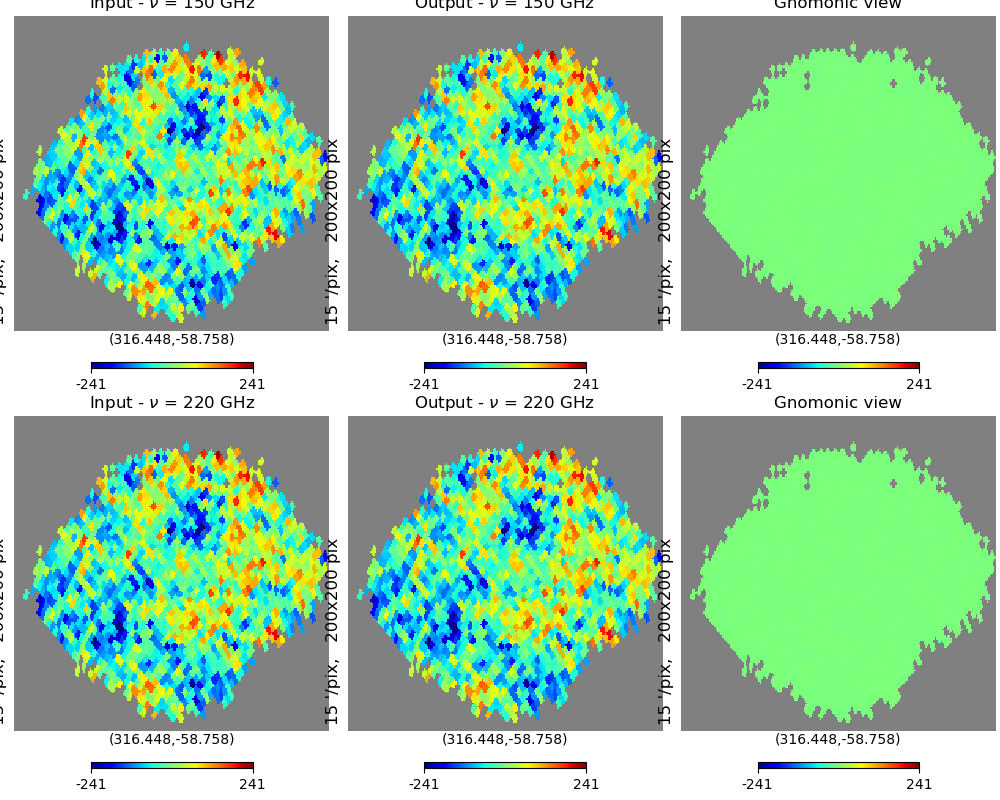 Input - ν = 150 GHz
Output - ν = 150 GHz
Gnomonic view
15 '/pix, 200x200 pix
15 '/pix, 200x200 pix
15 '/pix, 200x200 pix
(316.448,-58.758)
(316.448,-58.758)
(316.448,-58.758)
-241
241
-241
241
-241
241
Input - ν = 220 GHz
Output - ν = 220 GHz
Gnomonic view
15 '/pix, 200x200 pix
15 '/pix, 200x200 pix
15 '/pix, 200x200 pix
(316.448,-58.758)
(316.448,-58.758)
(316.448,-58.758)
-241
241
-241
241
-241
241